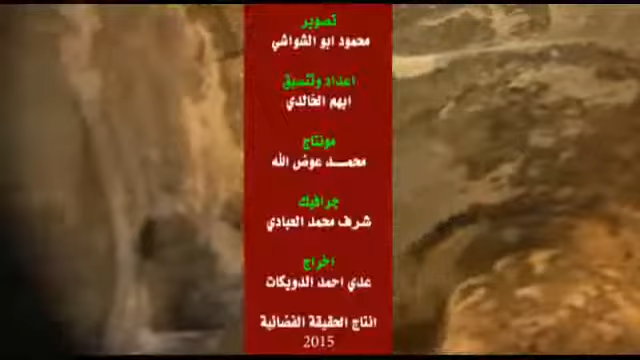 تصوير
محمود ابو الشواشي
اعداد وتنسيق
ايهم الخالدي
مونتاج
محمد عوض الله
جرافيك
شرف محمد العبادي
اخراج
عدي احمد الدويكات
انتاج الحقيقة الفضائية
2015